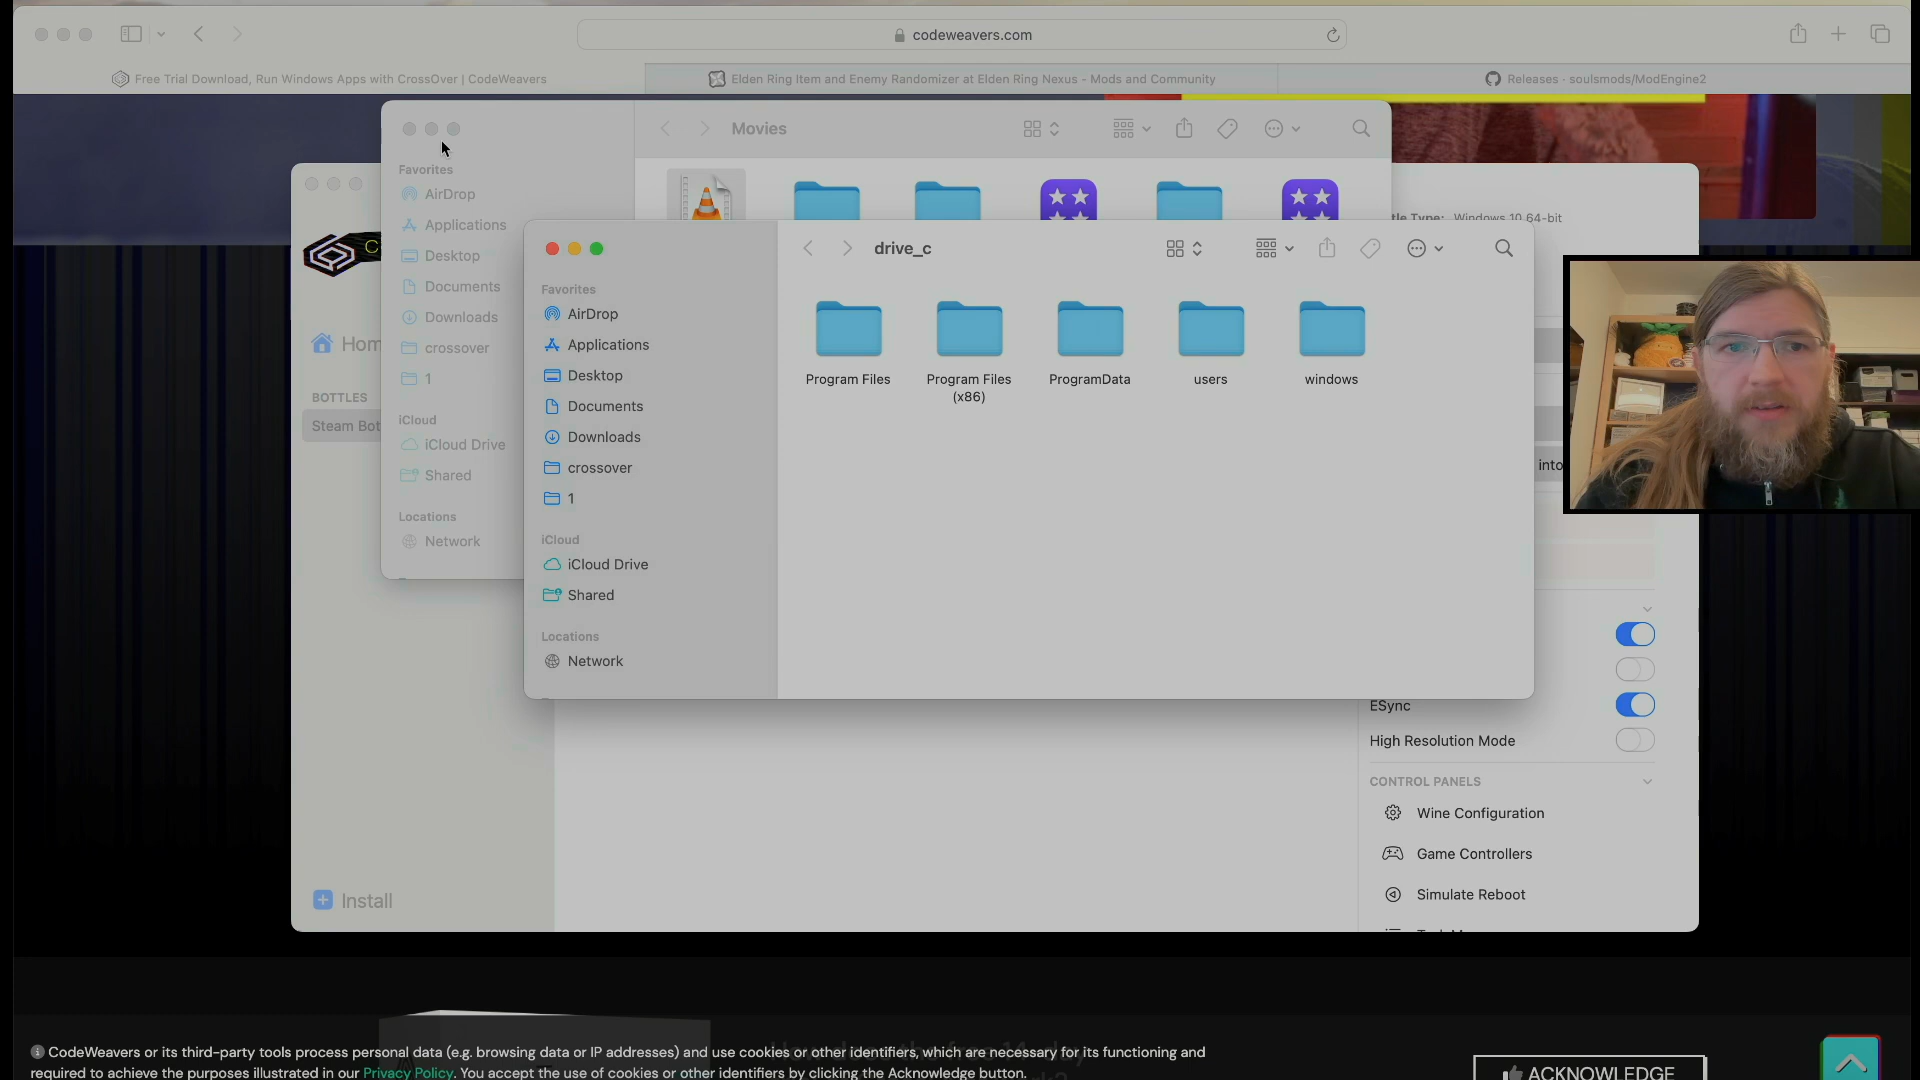 codeweavers.com
Free Trial Download, Run Windows Apps with CrossOver | CodeWeavers
Elden Ring Item and Enemy Randomizer at Elden Ring Nexus - Mods and Community
Releases · soulsmods/ModEngine2
Movies
Favorites
AirDrop
Applications
Desktop
Documents
Downloads
crossover
1
iCloud
iCloud Drive
Shared
Locations
Network
C
Hom
BOTTLES
Steam Bot
Install
drive_c
Favorites
AirDrop
Applications
Desktop
Documents
Downloads
crossover
1
iCloud
iCloud Drive
Shared
Locations
Network
Program Files
Program Files
(x86)
ProgramData
users
windows
tle Type: Windows 10 64-bit
into
ESync
High Resolution Mode
CONTROL PANELS
Wine Configuration
Game Controllers
Simulate Reboot
CodeWeavers or its third-party tools process personal data (e.g. browsing data or IP addresses) and use cookies or other identifiers, which are necessary for its functioning and
required to achieve the purposes illustrated in our Privacy Policy. You accept the use of cookies or other identifiers by clicking the Acknowledge button.
ACKNOWLEDGE